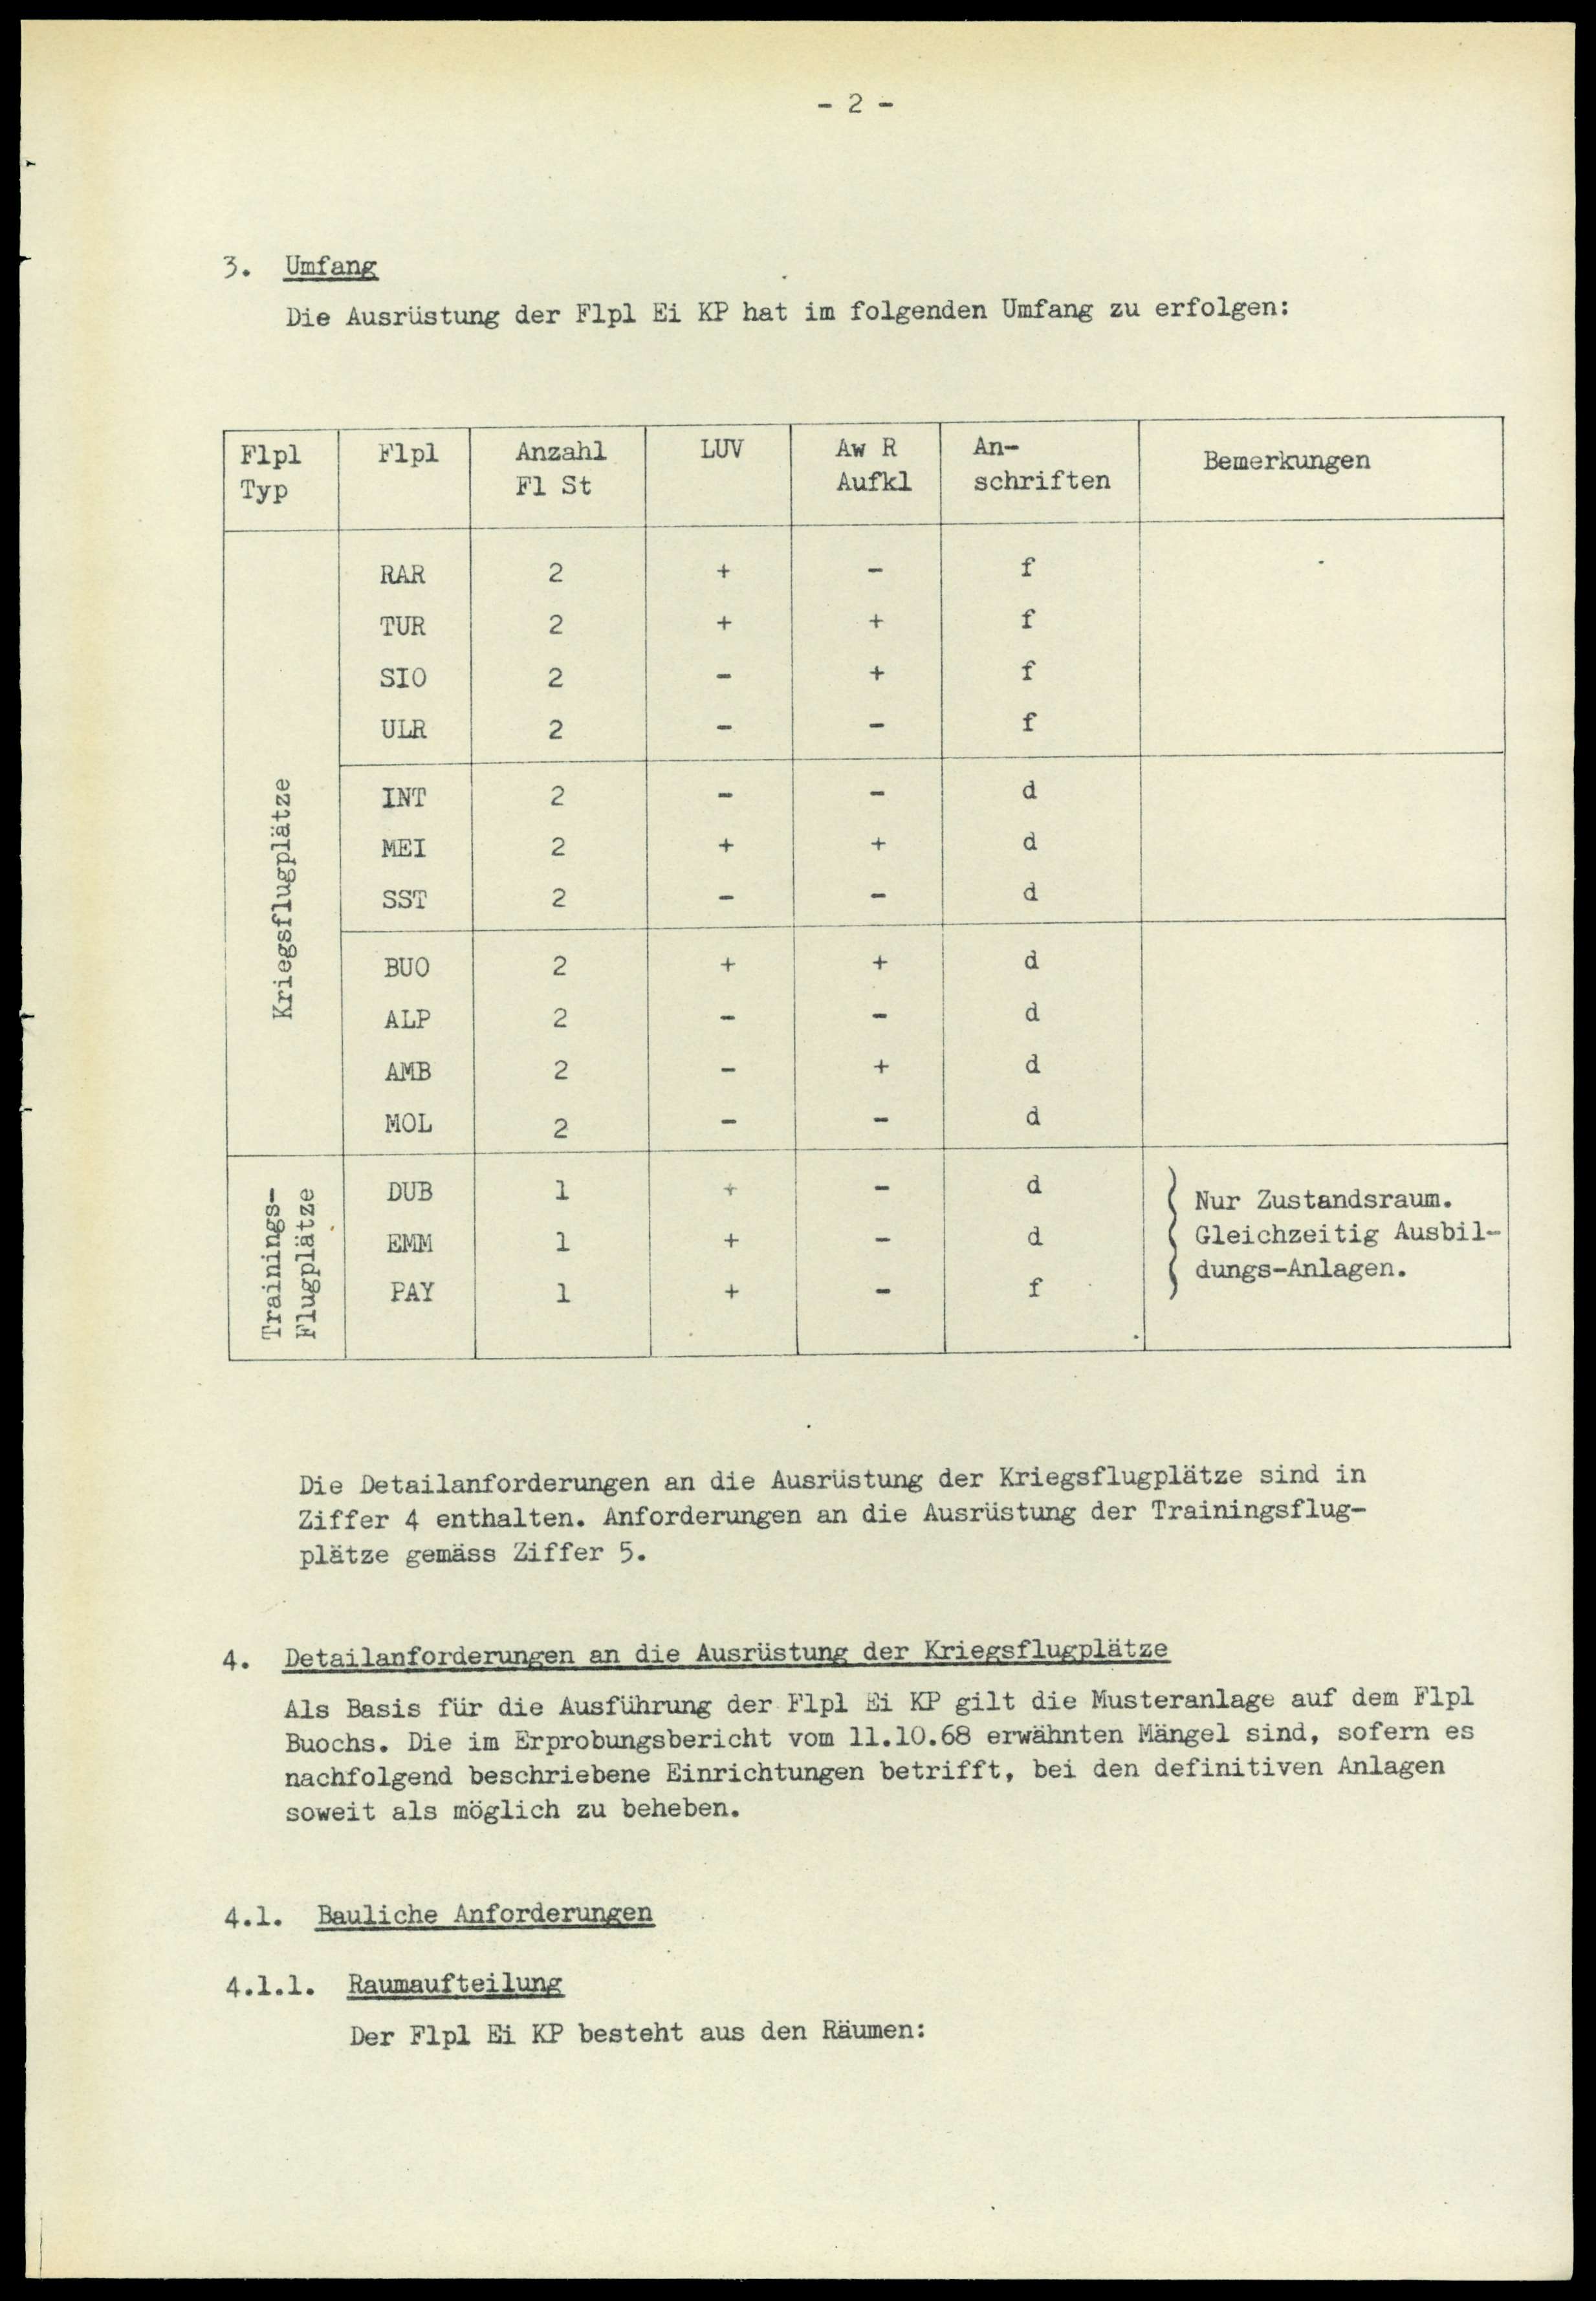 - 2 -
3. Umfang
Die Ausrüstung der Flpl Ei KP hat im folgenden Umfang zu erfolgen:
Flpl Typ | Flpl | Anzahl Fl St | LUV | Aw R Aufkl | An-schriften | Bemerkungen
Kriegsflugplätze
RAR 2 + - f
TUR 2 + + f
SIO 2 - + f
ULR 2 - - f
INT 2 - - d
MEI 2 + + d
SST 2 - - d
BUO 2 + + d
ALP 2 - - d
AMB 2 - + d
MOL 2 - - d
Trainings-
Flugplätze
DUB 1 + - d
EMM 1 + - d
PAY 1 + - f
Nur Zustandsraum.
Gleichzeitig Ausbil-
dungs-Anlagen.
Die Detailanforderungen an die Ausrüstung der Kriegsflugplätze sind in
Ziffer 4 enthalten. Anforderungen an die Ausrüstung der Trainingsflug-
plätze gemäss Ziffer 5.
4. Detailanforderungen an die Ausrüstung der Kriegsflugplätze
Als Basis für die Ausführung der Flpl Ei KP gilt die Musteranlage auf dem Flpl
Buochs. Die im Erprobungsbericht vom 11.10.68 erwähnten Mängel sind, sofern es
nachfolgend beschriebene Einrichtungen betrifft, bei den definitiven Anlagen
soweit als möglich zu beheben.
4.1. Bauliche Anforderungen
4.1.1. Raumaufteilung
Der Flpl Ei KP besteht aus den Räumen: